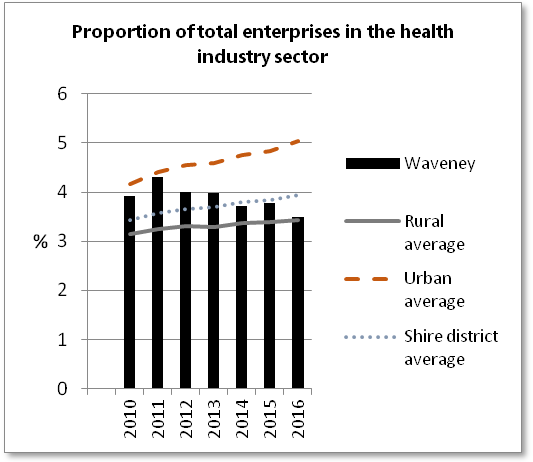 Proportion of total enterprises in the health
industry sector
6
5
4
3
2
1
0
%
2010
2011
2012
2013
2014
2015
2016
Waveney
Rural
average
Urban
average
Shire district
average